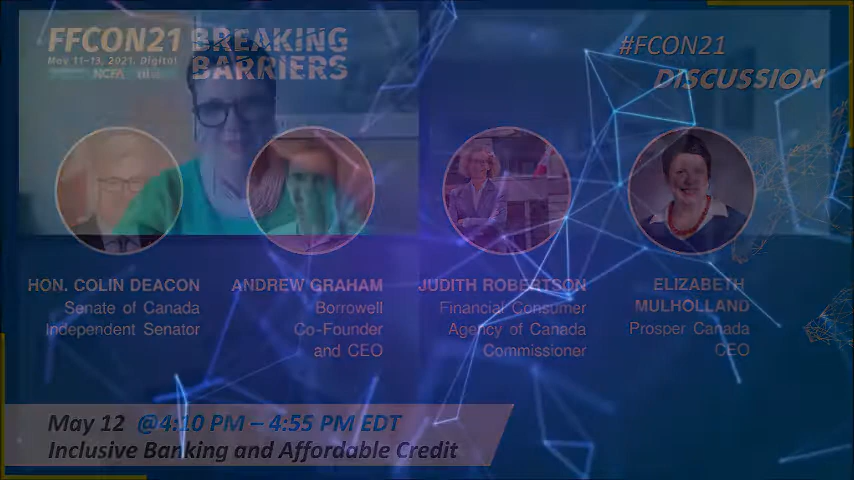 FFCON21 BREAKING BARRIERS
May 11-13, 2021. Digital
NCFA
#FCON21
DISCUSSION
HON. COLIN DEACON
Senate of Canada
Independent Senator
ANDREW GRAHAM
Borrowell
Co-Founder
and CEO
JUDITH ROBERTSON
Financial Consumer
Agency of Canada
Commissioner
ELIZABETH
MULHOLLAND
Prosper Canada
CEO
May 12 @4:10 PM – 4:55 PM EDT
Inclusive Banking and Affordable Credit